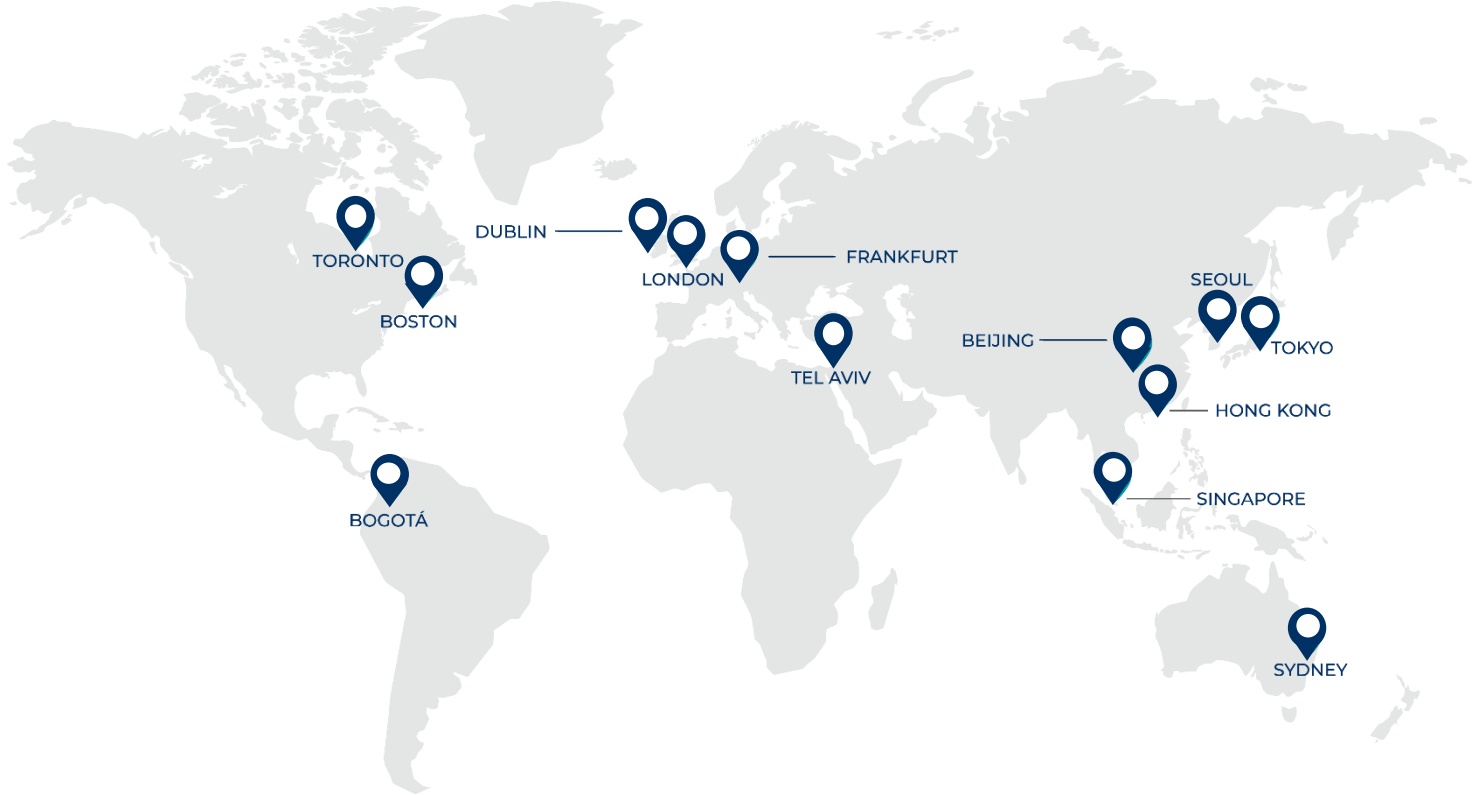 DUBLIN
FRANKFURT
TORONTO
LONDON
SEOUL
BOSTON
BEIJING
TOKYO
TEL AVIV
HONG KONG
SINGAPORE
BOGOTÁ
SYDNEY